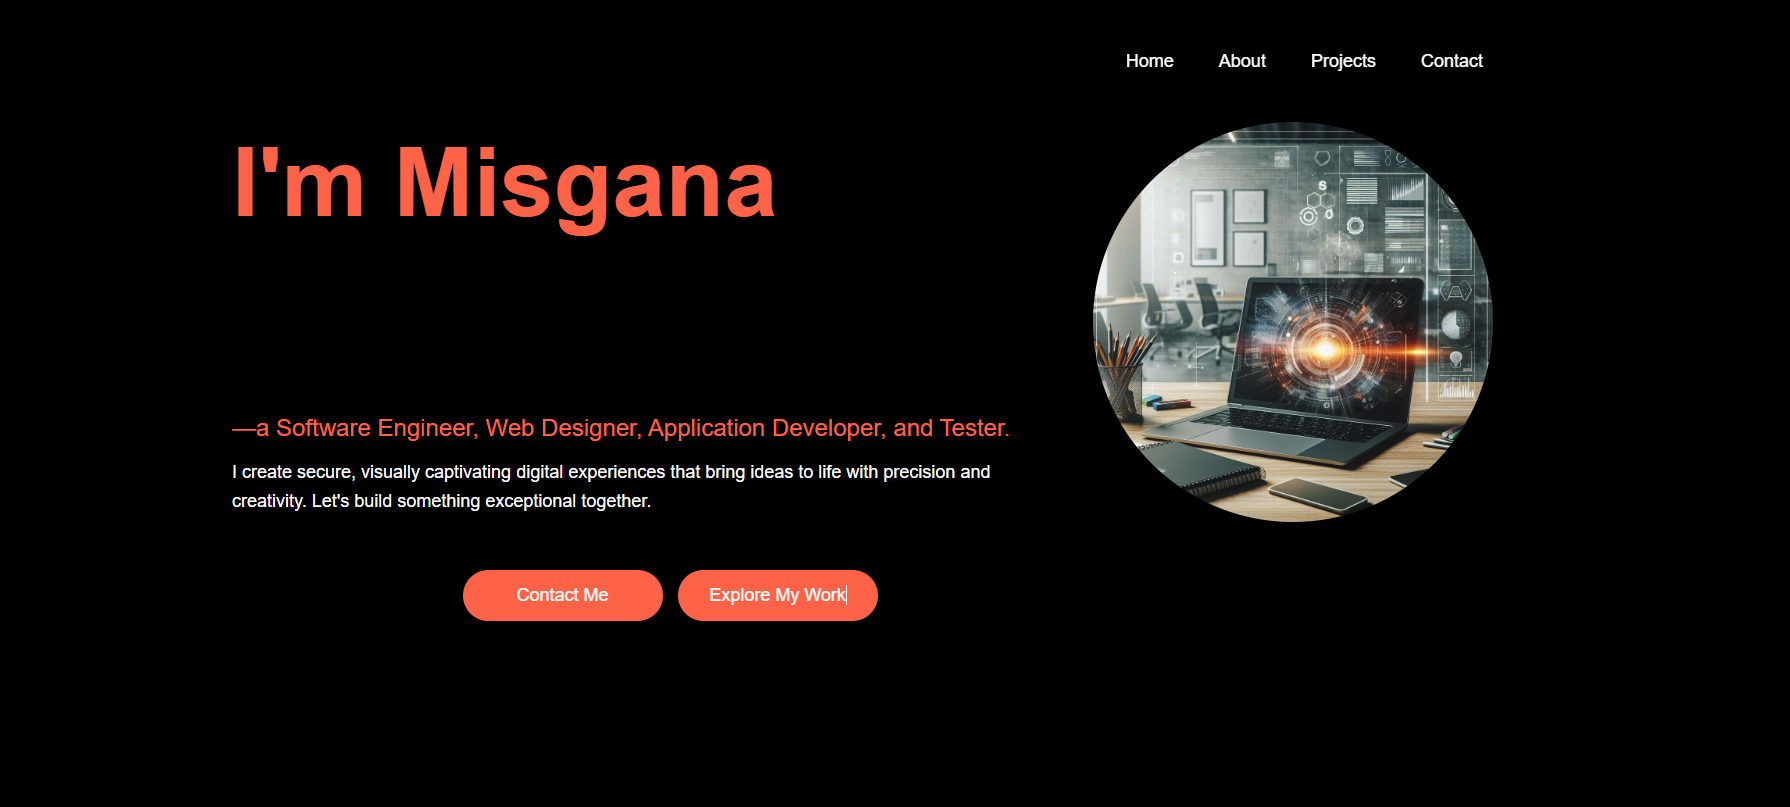 Home About Projects Contact
I'm Misgana
—a Software Engineer, Web Designer, Application Developer, and Tester.
I create secure, visually captivating digital experiences that bring ideas to life with precision and
creativity. Let's build something exceptional together.
Contact Me Explore My Work